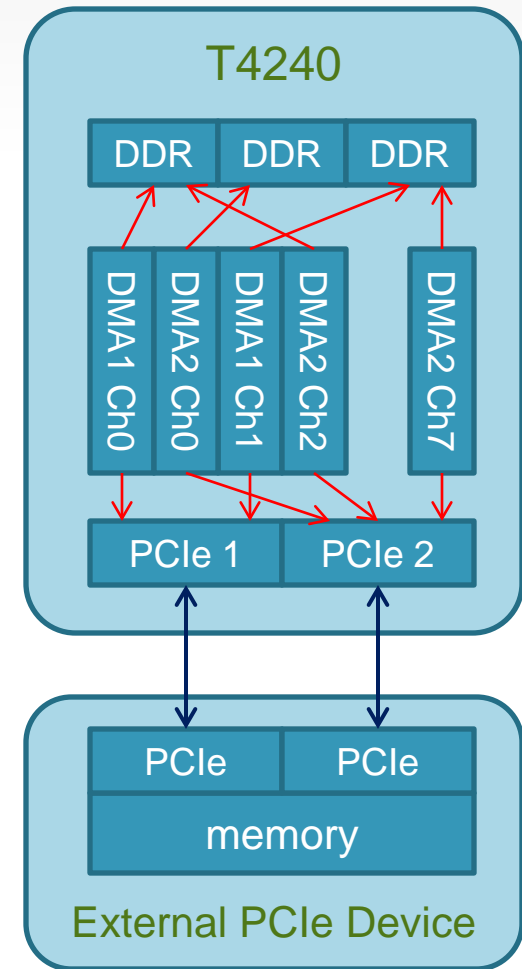 T4240
DDR DDR DDR
DMA1 Ch0
DMA2 Ch0
DMA1 Ch1
DMA2 Ch2
DMA2 Ch7
PCIe 1 PCIe 2
PCIe PCIe
memory
External PCIe Device